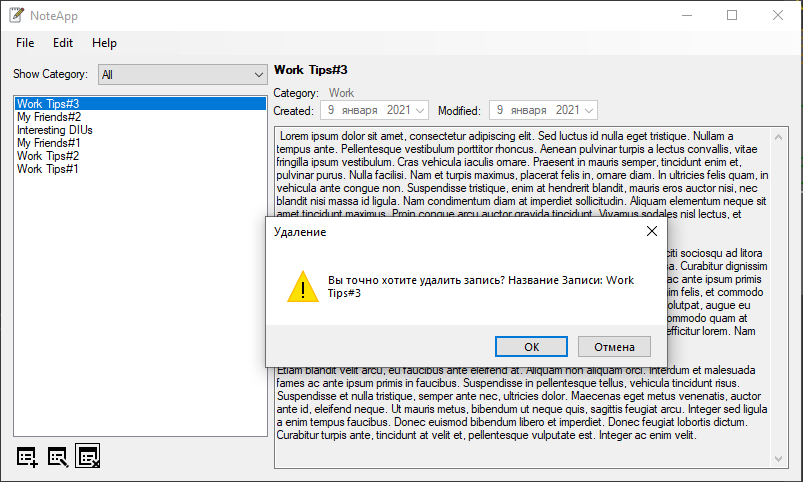 NoteApp
File Edit Help
Show Category: All
Work Tips#3
My Friends#2
Interesting DIUs
My Friends#1
Work Tips#2
Work Tips#1
Work Tips#3
Category: Work
Created: 9 января 2021 Modified: 9 января 2021
Lorem ipsum dolor sit amet, consectetur adipiscing elit. Sed luctus id nulla eget tristique. Nullam a
tempus ante. Pellentesque vestibulum porttitor rhoncus. Aenean pulvinar turpis a lectus convallis, vitae
fringilla ipsum vestibulum. Cras vehicula iaculis ornare. Praesent in mauris semper, tincidunt enim et,
pulvinar purus. Nulla facilisi. Nam et turpis maximus, placerat felis in, ornare diam. In ultricies felis quam, in
vehicula ante congue non. Suspendisse tristique, enim at hendrerit blandit, mauris eros auctor nisi, nec
blandit nisi massa id ligula. Nam condimentum diam at imperdiet sollicitudin. Aliquam elementum neque sit
amet tincidunt maximus. Proin congue arcu auctor gravida tincidunt. Vivamus sodales nisl lectus, et
citi sociosqu ad litora
a. Curabitur dignissim
ac ante ipsum primis
im felis, et commodo
volutpat, augue eu
commodo quam at
efficitur lorem. Nam
Удаление
Вы точно хотите удалить запись? Название Записи: Work
Tips#3
OK Отмена
Etiam blandit velit arcu, eu faucibus ante eleifend at. Aliquam non aliquam orci. Interdum et malesuada
fames ac ante ipsum primis in faucibus. Suspendisse in pellentesque tellus, vehicula tincidunt risus.
Suspendisse et nulla tristique, semper ante nec, ultricies dolor. Maecenas eget metus venenatis, auctor
ante id, eleifend neque. Ut mauris metus, bibendum ut neque quis, sagittis feugiat arcu. Integer sed ligula
a enim tempus faucibus. Donec euismod bibendum libero et imperdiet. Donec feugiat lobortis dictum.
Curabitur turpis ante, tincidunt at velit et, pellentesque vulputate est. Integer ac enim velit.